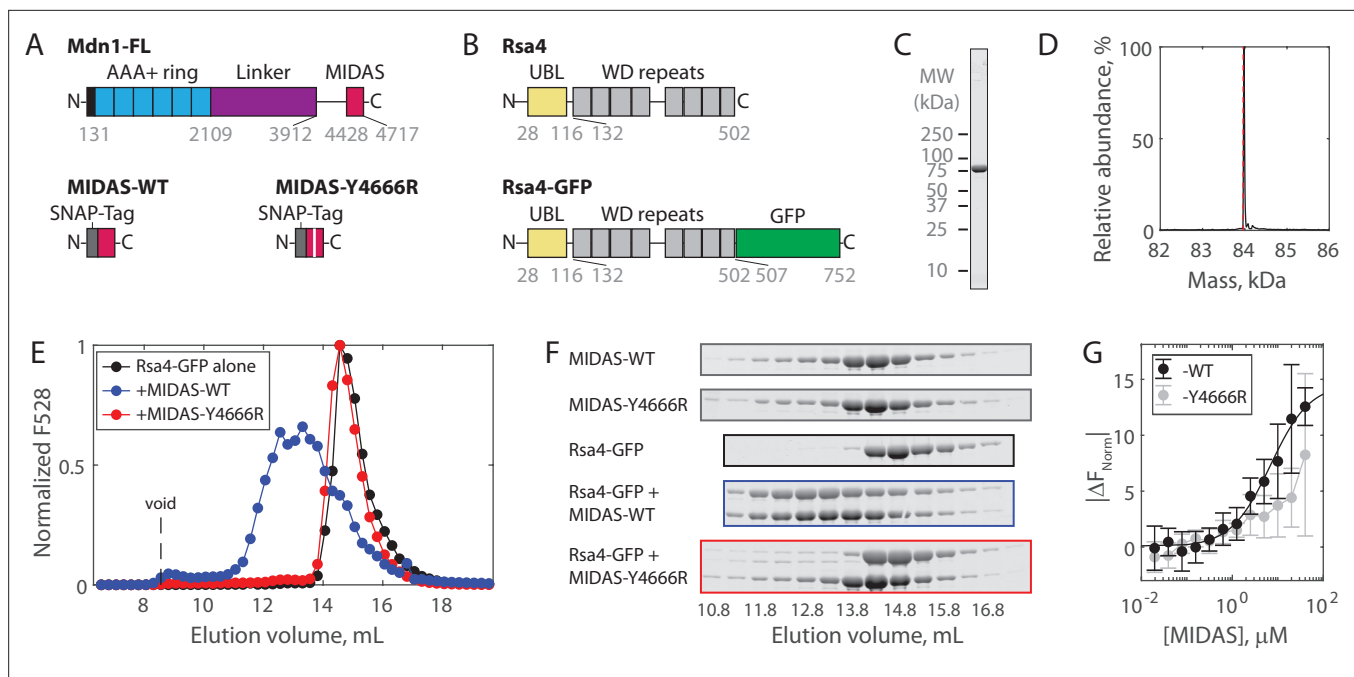 A
Mdn1-FL
AAA+ ring
Linker
MIDAS
N
C
131
2109
3912
4428
4717
MIDAS-WT
SNAP-Tag
N
C
MIDAS-Y4666R
SNAP-Tag
N
C
B
Rsa4
UBL
WD repeats
N
C
28
116
132
502
Rsa4-GFP
UBL
WD repeats
GFP
N
C
28
116
132
502
507
752
C
MW
(kDa)
250
100
75
50
37
25
10
D
Relative abundance, %
100
50
0
82
83
84
85
86
Mass, kDa
E
Normalized F528
1
0.5
0
Rsa4-GFP alone
+MIDAS-WT
+MIDAS-Y4666R
void
8
10
12
14
16
18
Elution volume, mL
F
MIDAS-WT
MIDAS-Y4666R
Rsa4-GFP
Rsa4-GFP +
MIDAS-WT
Rsa4-GFP +
MIDAS-Y4666R
10.8
11.8
12.8
13.8
14.8
15.8
16.8
Elution volume, mL
G
-WT
-Y4666R
|ΔF Norm|
15
10
5
0
10-2
100
102
[MIDAS], μM